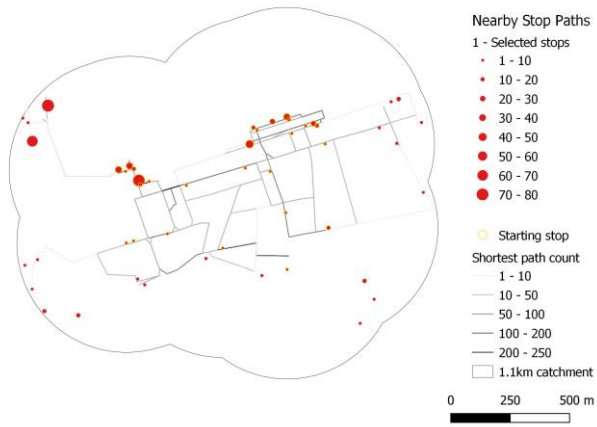 Nearby Stop Paths
1 - Selected stops
1 - 10
10 - 20
20 - 30
30 - 40
40 - 50
50 - 60
60 - 70
70 - 80
Starting stop
Shortest path count
1 - 10
10 - 50
50 - 100
100 - 200
200 - 250
1.1km catchment
0 250 500 m